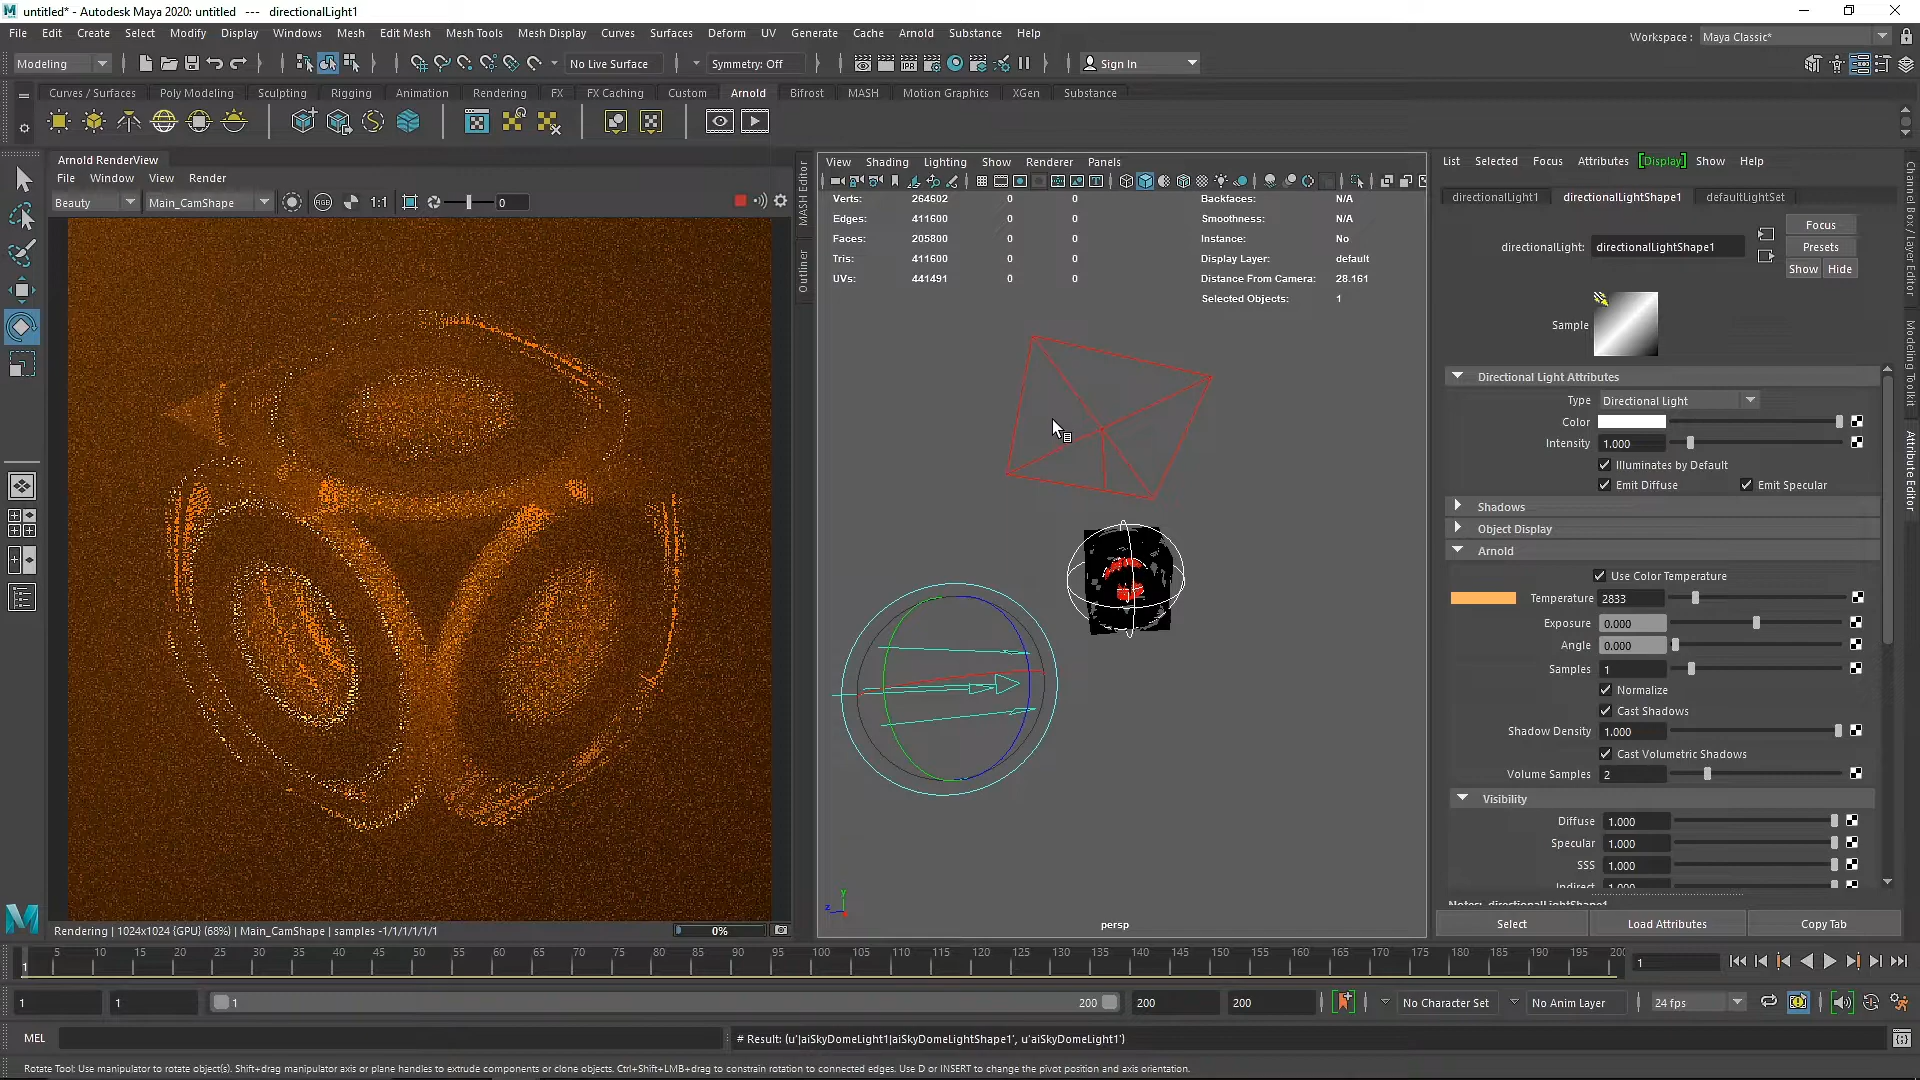 untitled* - Autodesk Maya 2020: untitled   ---   directionalLight1
File Edit Create Select Modify Display Windows Mesh Edit Mesh Mesh Tools Mesh Display Curves Surfaces Deform UV Generate Cache Arnold Substance Help
Workspace : Maya Classic*
Modeling No Live Surface Symmetry: Off Sign In
Curves / Surfaces Poly Modeling Sculpting Rigging Animation Rendering FX FX Caching Custom Arnold Bifrost MASH Motion Graphics XGen Substance
Arnold RenderView
File Window View Render
Beauty Main_CamShape 1:1 0
MASH Editor
Outliner
View Shading Lighting Show Renderer Panels
Verts: 264602 0 0 Backfaces: N/A
Edges: 411600 0 0 Smoothness: N/A
Faces: 205800 0 0 Instance: No
Tris: 411600 0 0 Display Layer: default
UVs: 441491 0 0 Distance From Camera: 28.161
Selected Objects: 1
y
z
persp
List Selected Focus Attributes [Display] Show Help
directionalLight1 directionalLightShape1 defaultLightSet
Focus
directionalLight: directionalLightShape1 Presets
Show Hide
Sample
Directional Light Attributes
Type Directional Light
Color
Intensity 1.000
Illuminates by Default
Emit Diffuse Emit Specular
Shadows
Object Display
Arnold
Use Color Temperature
Temperature 2833
Exposure 0.000
Angle 0.000
Samples 1
Normalize
Cast Shadows
Shadow Density 1.000
Cast Volumetric Shadows
Volume Samples 2
Visibility
Diffuse 1.000
Specular 1.000
SSS 1.000
Indirect 1.000
Notes: directionalLightShape1
Select Load Attributes Copy Tab
Channel Box / Layer Editor
Modeling Toolkit
Attribute Editor
Rendering | 1024x1024 {GPU} (68%) | Main_CamShape | samples -1/1/1/1/1/1 0%
5 10 15 20 25 30 35 40 45 50 55 60 65 70 75 80 85 90 95 100 105 110 115 120 125 130 135 140 145 150 155 160 165 170 175 180 185 190 195 200
1 1
1 1 1 200 200 200 No Character Set No Anim Layer 24 fps
MEL # Result: (u'|aiSkyDomeLight1|aiSkyDomeLightShape1', u'aiSkyDomeLight1')
Rotate Tool: Use manipulator to rotate object(s). Shift+drag manipulator axis or plane handles to extrude components or clone objects. Ctrl+Shift+LMB+drag to constrain rotation to connected edges. Use D or INSERT to change the pivot position and axis orientation.